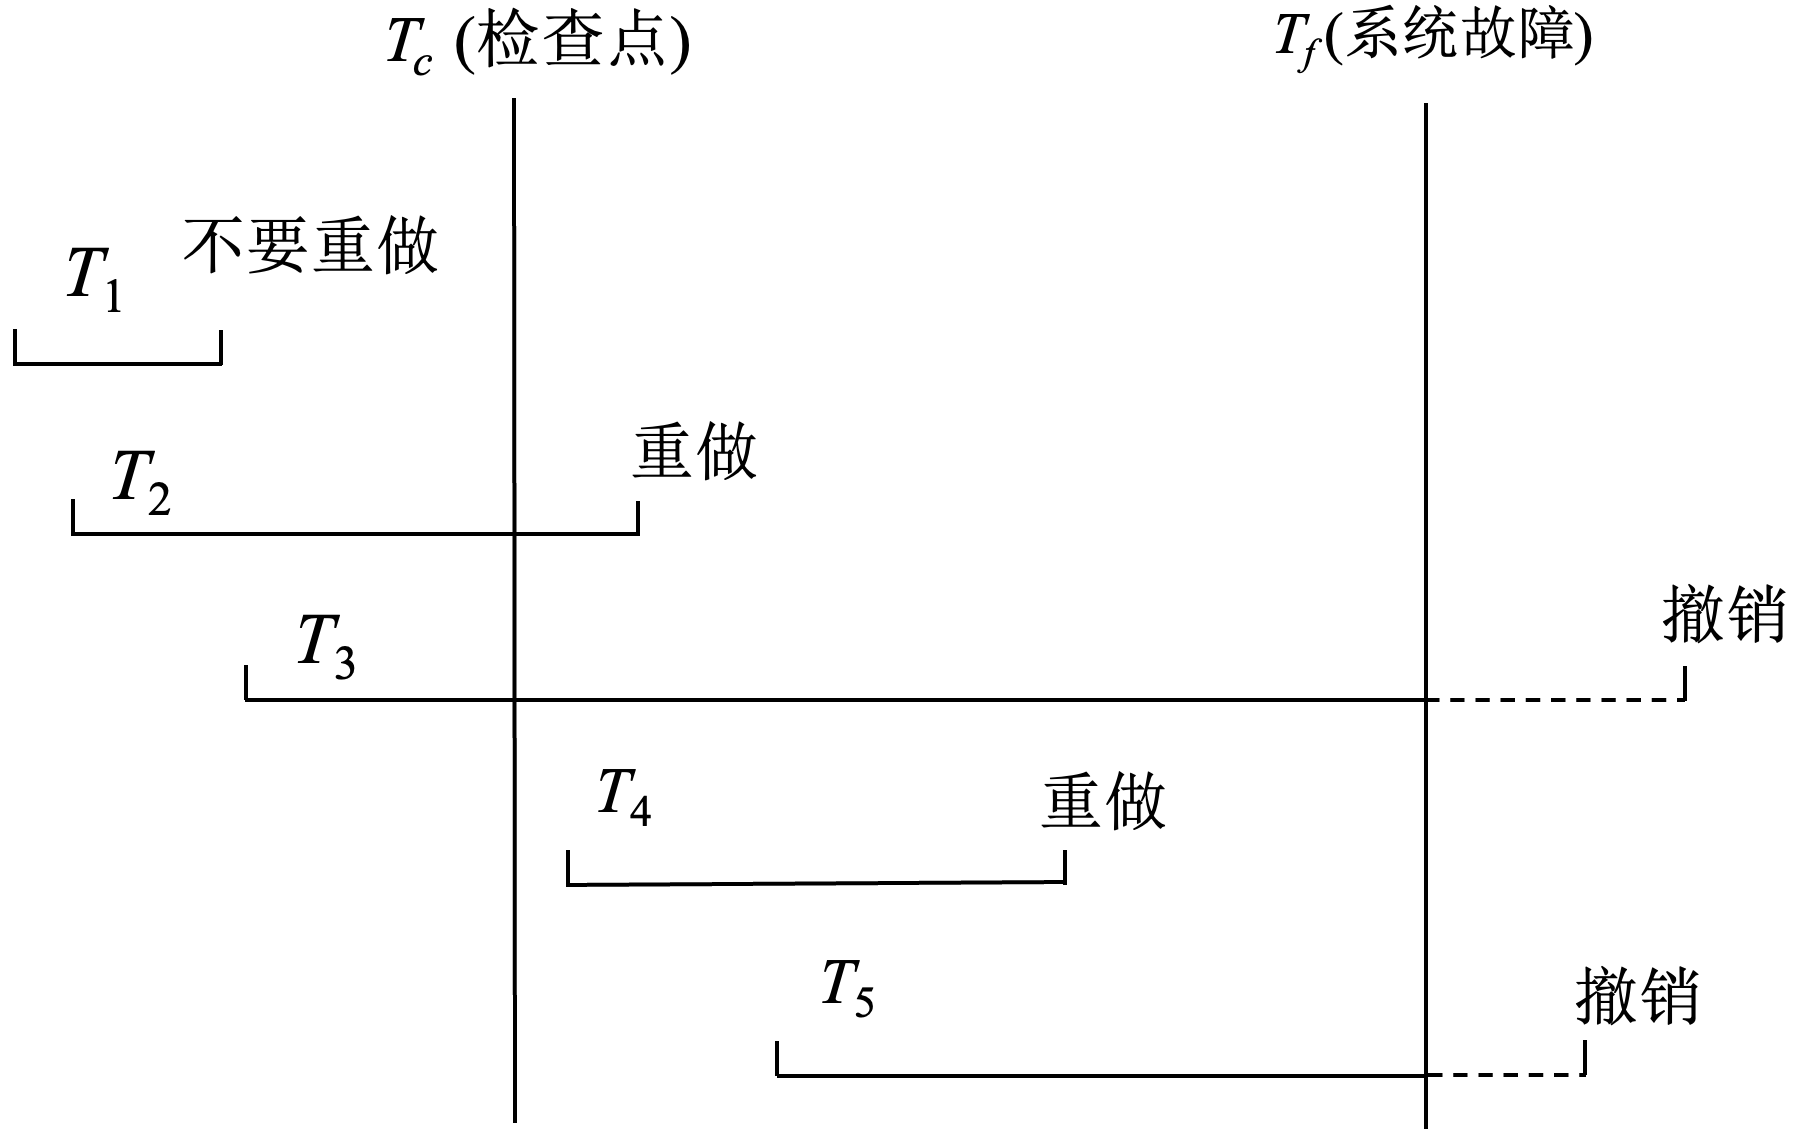 T_c (检查点)
T_f(系统故障)
T_1 不要重做
T_2 重做
T_3 撤销
T_4 重做
T_5 撤销